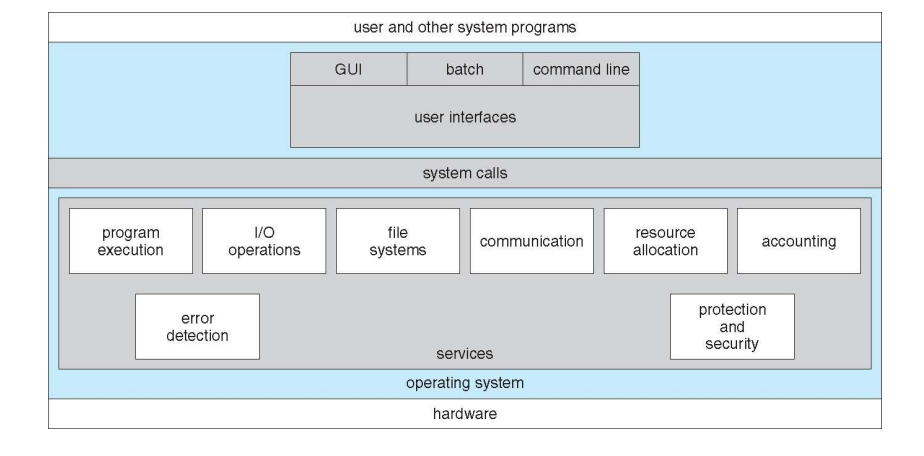 user and other system programs
GUI
batch
command line
user interfaces
system calls
program
execution
I/O
operations
file
systems
communication
resource
allocation
accounting
error
detection
protection
and
security
services
operating system
hardware